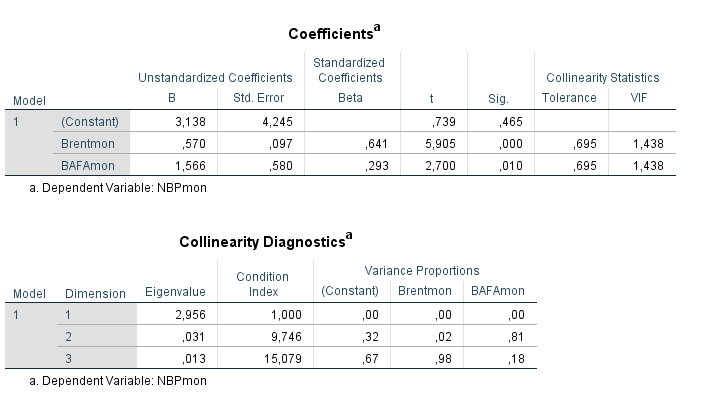 Coefficientsᵃ
Model Unstandardized Coefficients Standardized Coefficients t Sig. Collinearity Statistics
B Std. Error Beta Tolerance VIF
1 (Constant) 3,138 4,245 ,739 ,465
Brentmon ,570 ,097 ,641 5,905 ,000 ,695 1,438
BAFAmon 1,566 ,580 ,293 2,700 ,010 ,695 1,438
a. Dependent Variable: NBPmon
Collinearity Diagnosticsᵃ
Model Dimension Eigenvalue Condition Index Variance Proportions
(Constant) Brentmon BAFAmon
1 1 2,956 1,000 ,00 ,00 ,00
2 ,031 9,746 ,32 ,02 ,81
3 ,013 15,079 ,67 ,98 ,18
a. Dependent Variable: NBPmon